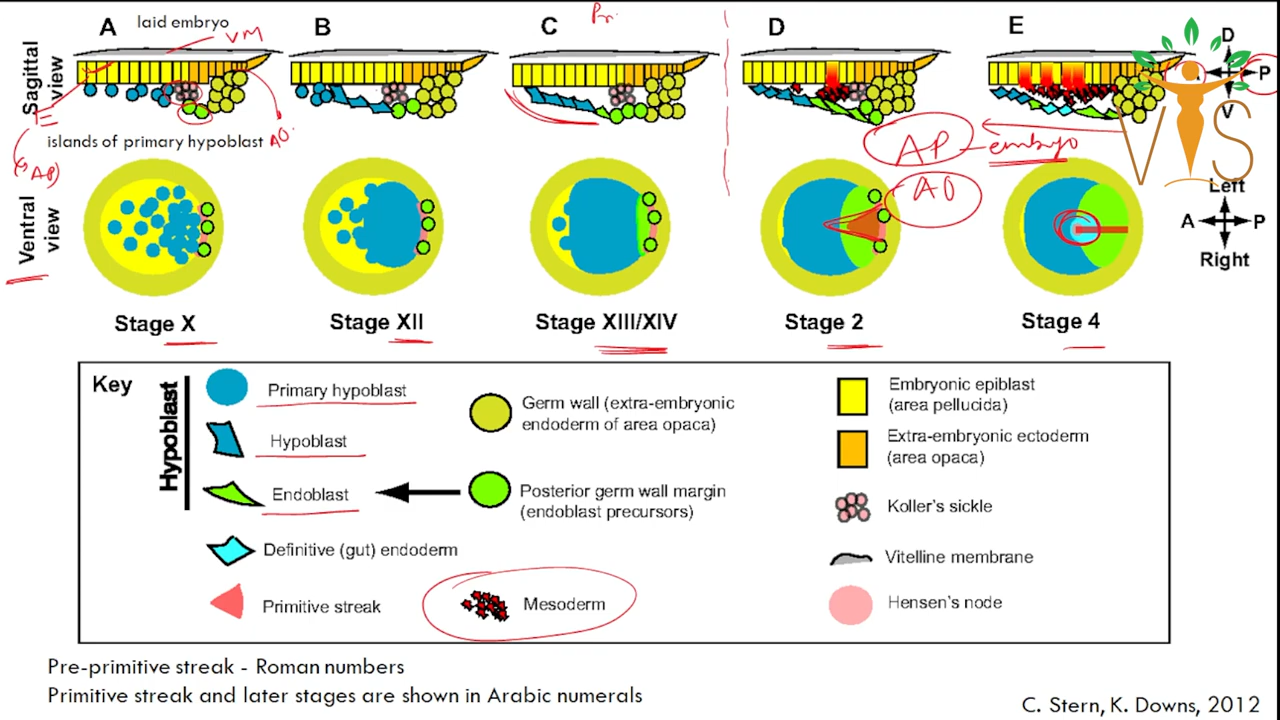 A
laid embryo
VM
B
C
Pr.
D
E
Sagittal view
D
A
P
V
islands of primary hypoblast
AO
AP
AP - embryo
AO
VIS
Ventral view
Left
A
P
Right
Stage X
Stage XII
Stage XIII/XIV
Stage 2
Stage 4
Key
Hypoblast
Primary hypoblast
Hypoblast
Endoblast
Definitive (gut) endoderm
Primitive streak
Germ wall (extra-embryonic
endoderm of area opaca)
Posterior germ wall margin
(endoblast precursors)
Mesoderm
Embryonic epiblast
(area pellucida)
Extra-embryonic ectoderm
(area opaca)
Koller's sickle
Vitelline membrane
Hensen's node
Pre-primitive streak - Roman numbers
Primitive streak and later stages are shown in Arabic numerals
C. Stern, K. Downs, 2012